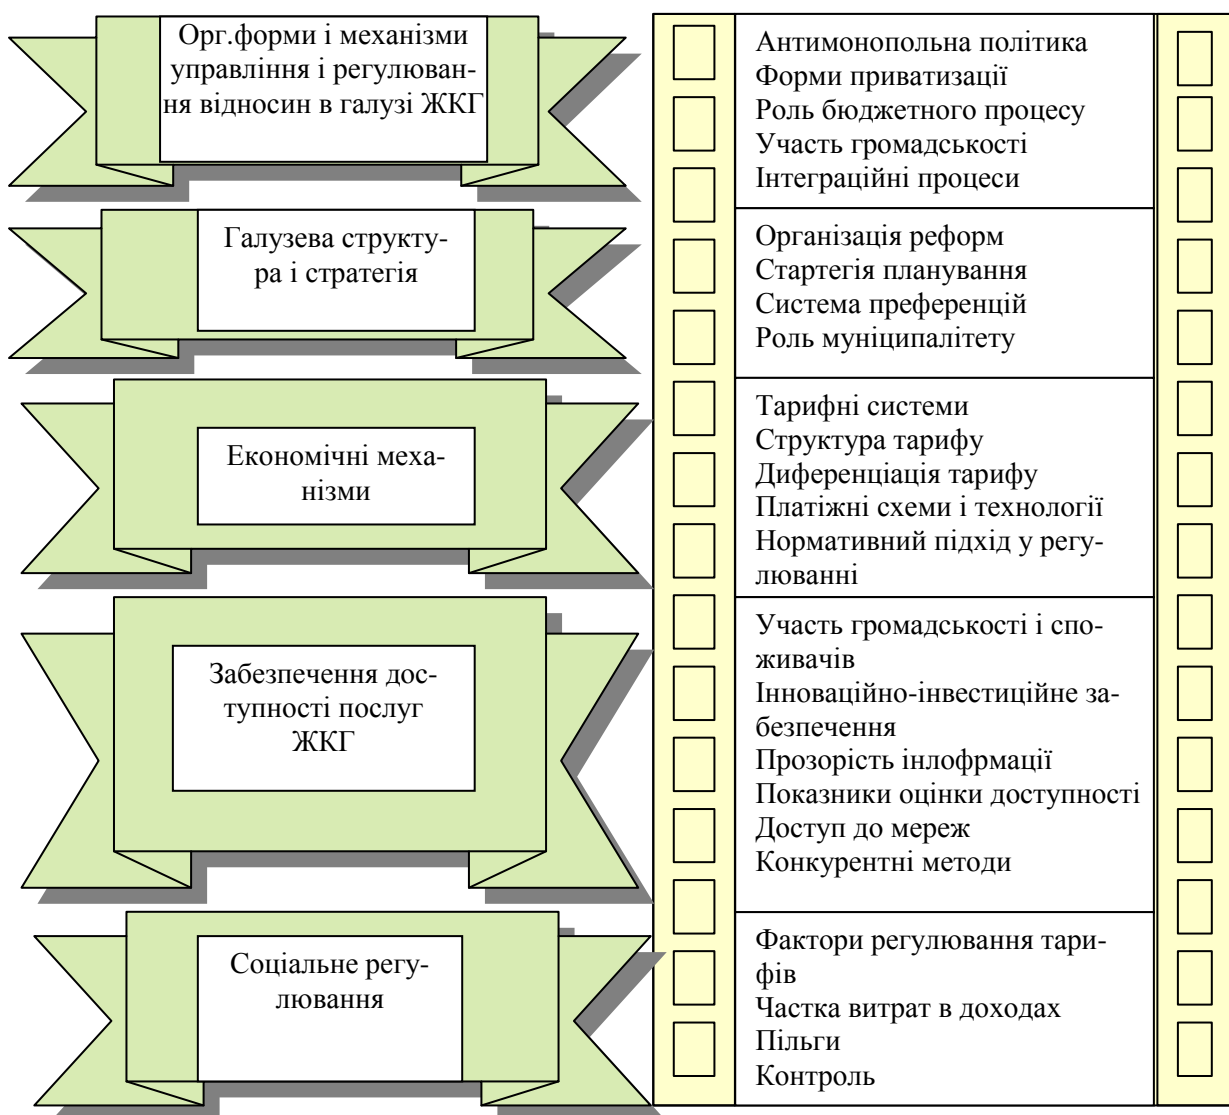 Орг.форми і механізми
управління і регулюван-
ня відносин в галузі ЖКГ
Антимонопольна політика
Форми приватизації
Роль бюджетного процесу
Участь громадськості
Інтеграційні процеси
Галузева структу-
ра і стратегія
Організація реформ
Стартегія планування
Система преференцій
Роль муніципалітету
Економічні меха-
нізми
Тарифні системи
Структура тарифу
Диференціація тарифу
Платіжні схеми і технології
Нормативний підхід у регу-
люванні
Забезпечення дос-
тупності послуг
ЖКГ
Участь громадськості і спо-
живачів
Інноваційно-інвестиційне за-
безпечення
Прозорість інлофрмації
Показники оцінки доступності
Доступ до мереж
Конкурентні методи
Соціальне регу-
лювання
Фактори регулювання тари-
фів
Частка витрат в доходах
Пільги
Контроль